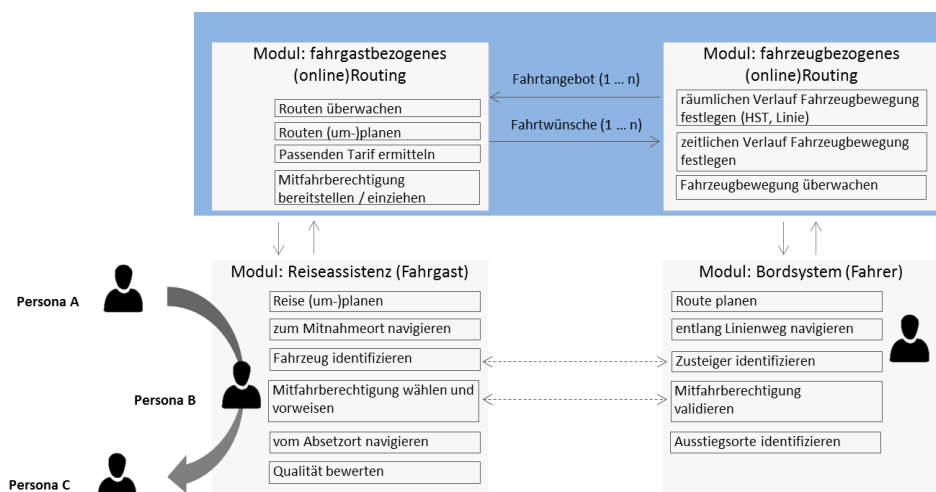 Modul: fahrgastbezogenes
(online)Routing
Routen überwachen
Routen (um-)planen
Passenden Tarif ermitteln
Mitfahrberechtigung
bereitstellen / einziehen
Fahrtangebot (1 ... n)
Fahrtwünsche (1 ... n)
Modul: fahrzeugbezogenes
(online)Routing
räumlichen Verlauf Fahrzeugbewegung
festlegen (HST, Linie)
zeitlichen Verlauf Fahrzeugbewegung
festlegen
Fahrzeugbewegung überwachen
Persona A
Persona B
Persona C
Modul: Reiseassistenz (Fahrgast)
Reise (um-)planen
zum Mitnahmeort navigieren
Fahrzeug identifizieren
Mitfahrberechtigung wählen und
vorweisen
vom Absetzort navigieren
Qualität bewerten
Modul: Bordsystem (Fahrer)
Route planen
entlang Linienweg navigieren
Zusteiger identifizieren
Mitfahrberechtigung
validieren
Ausstiegsorte identifizieren